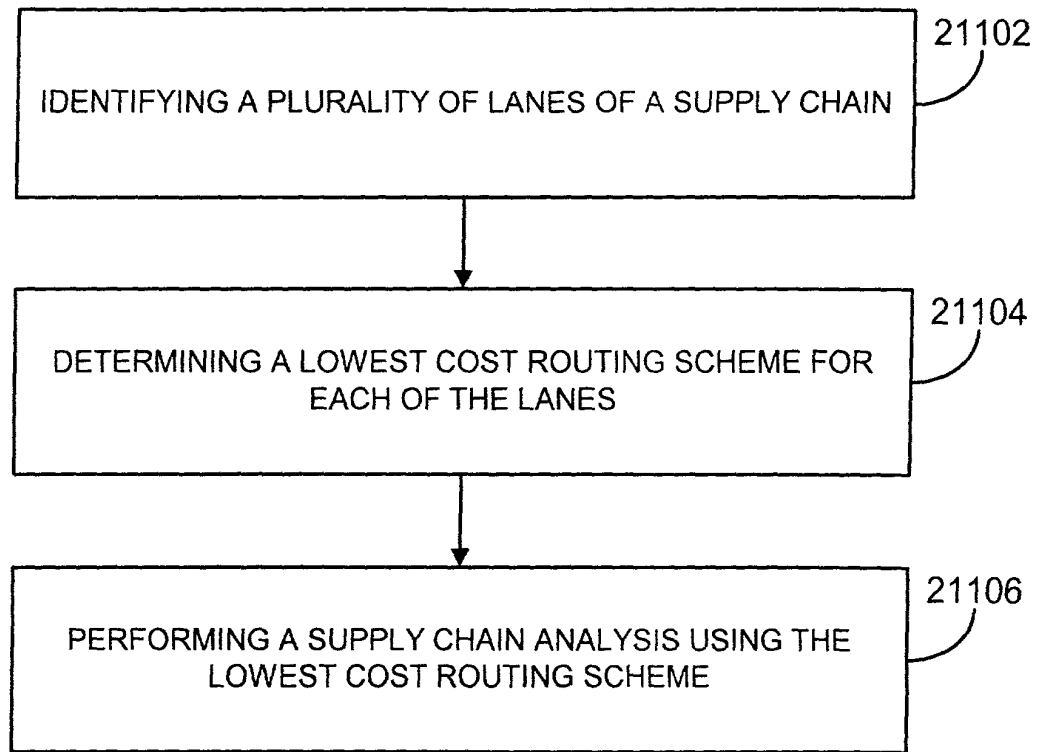 21102
IDENTIFYING A PLURALITY OF LANES OF A SUPPLY CHAIN
21104
DETERMINING A LOWEST COST ROUTING SCHEME FOR
EACH OF THE LANES
21106
PERFORMING A SUPPLY CHAIN ANALYSIS USING THE
LOWEST COST ROUTING SCHEME